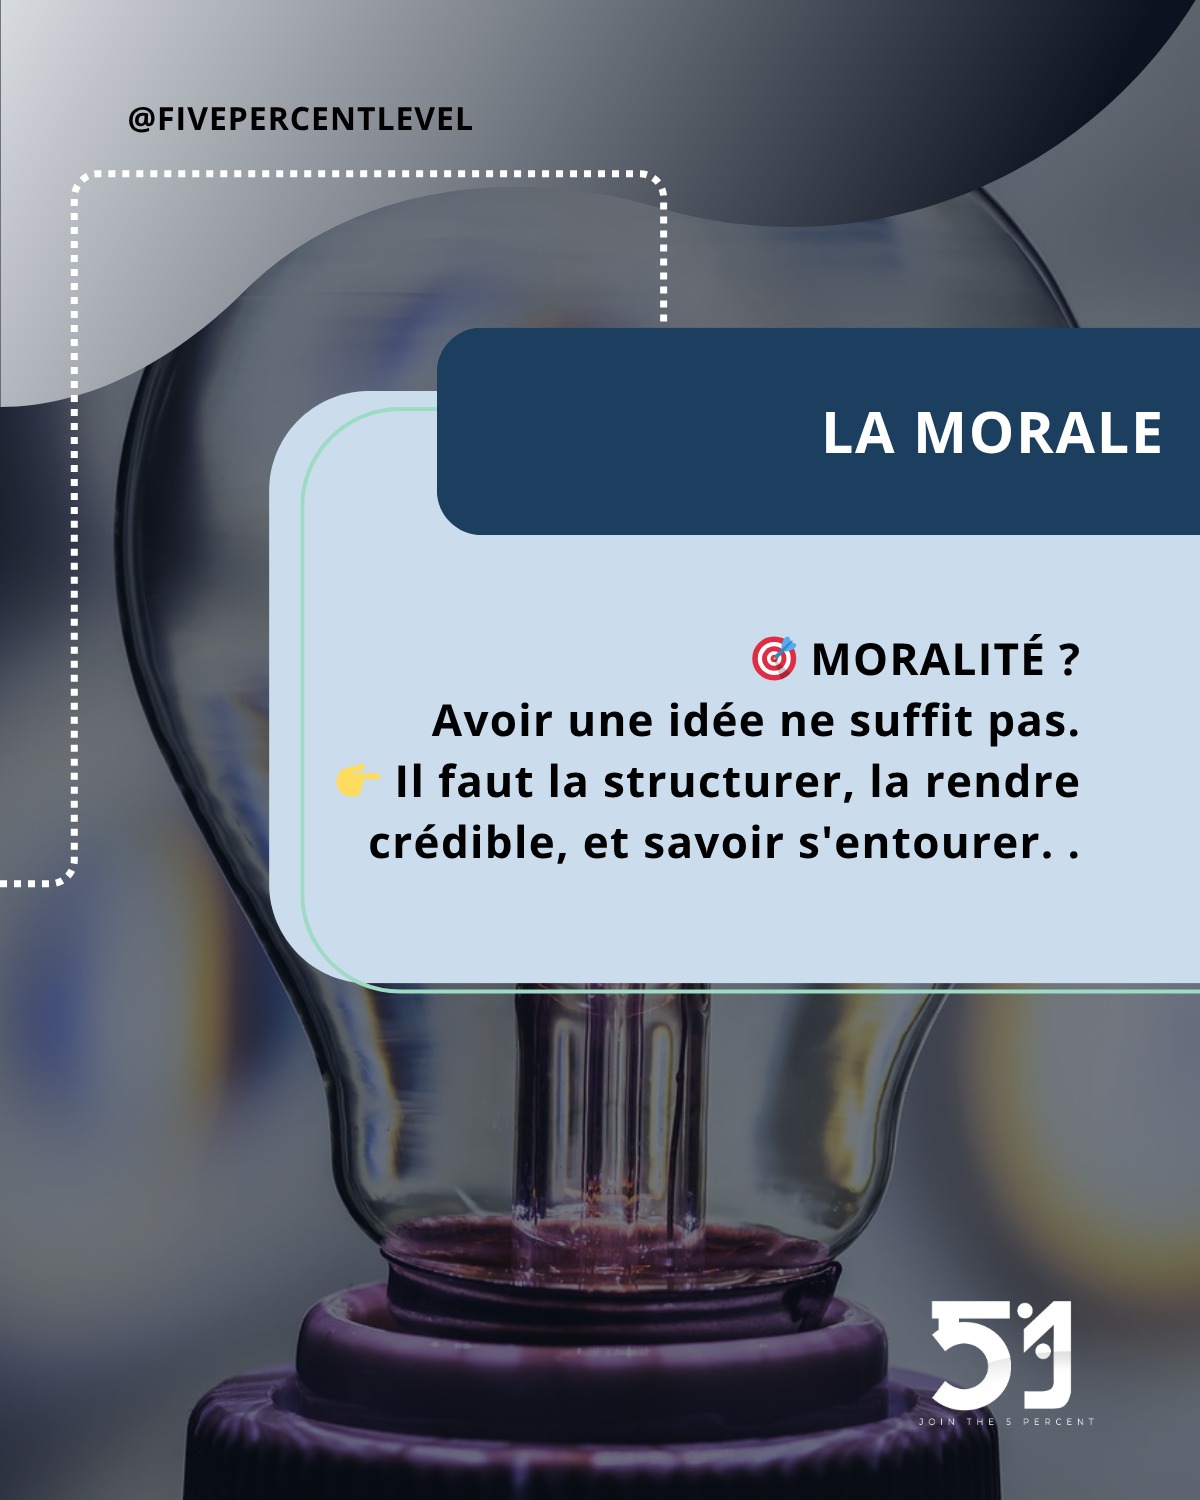 @FIVEPERCENTLEVEL
LA MORALE
🎯 MORALITÉ ?
Avoir une idée ne suffit pas.
👉 Il faut la structurer, la rendre
crédible, et savoir s'entourer. .
5%
JOIN THE 5 PERCENT